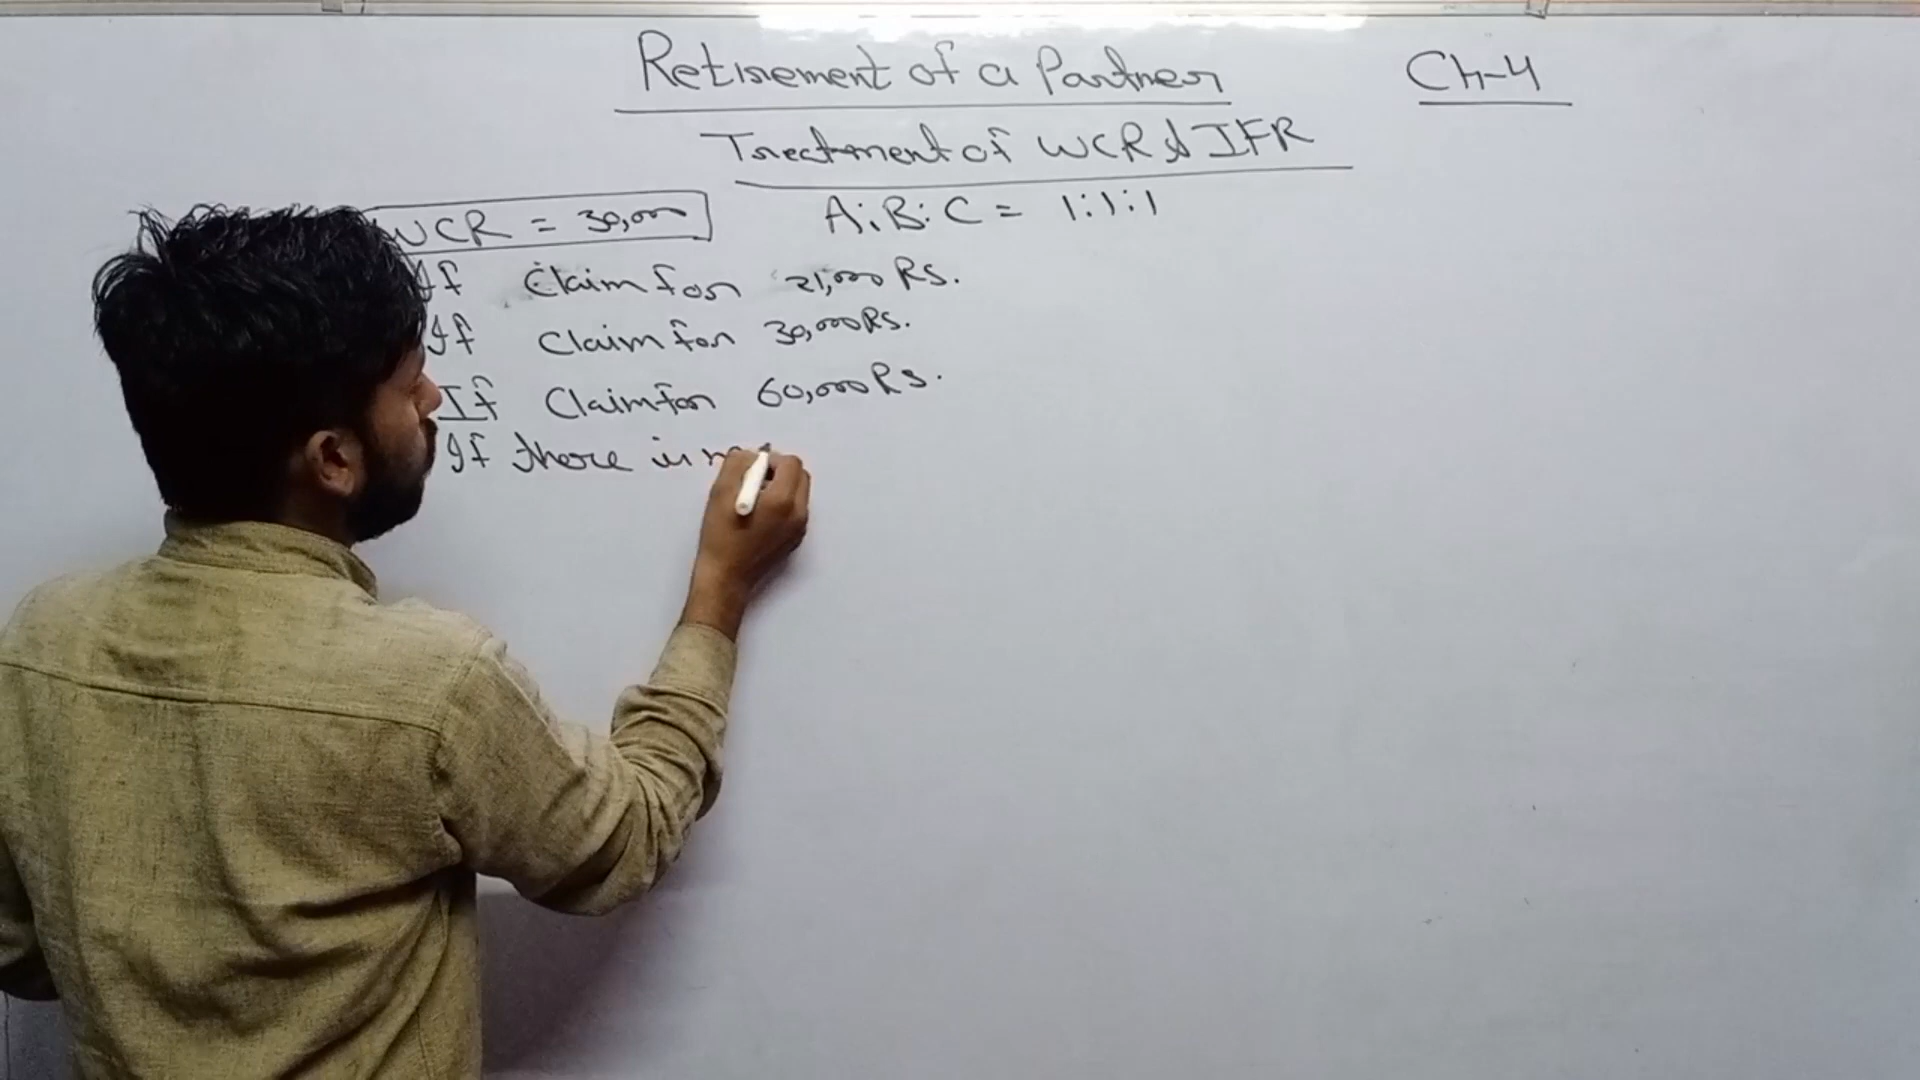 Retirement of a Partner
Ch-4
Treatment of WCR & IFR
WCR = 30,000
A:B:C = 1:1:1
If Claim for 21,000 Rs.
If Claim for 30,000 Rs.
If Claim for 60,000 Rs.
If there is